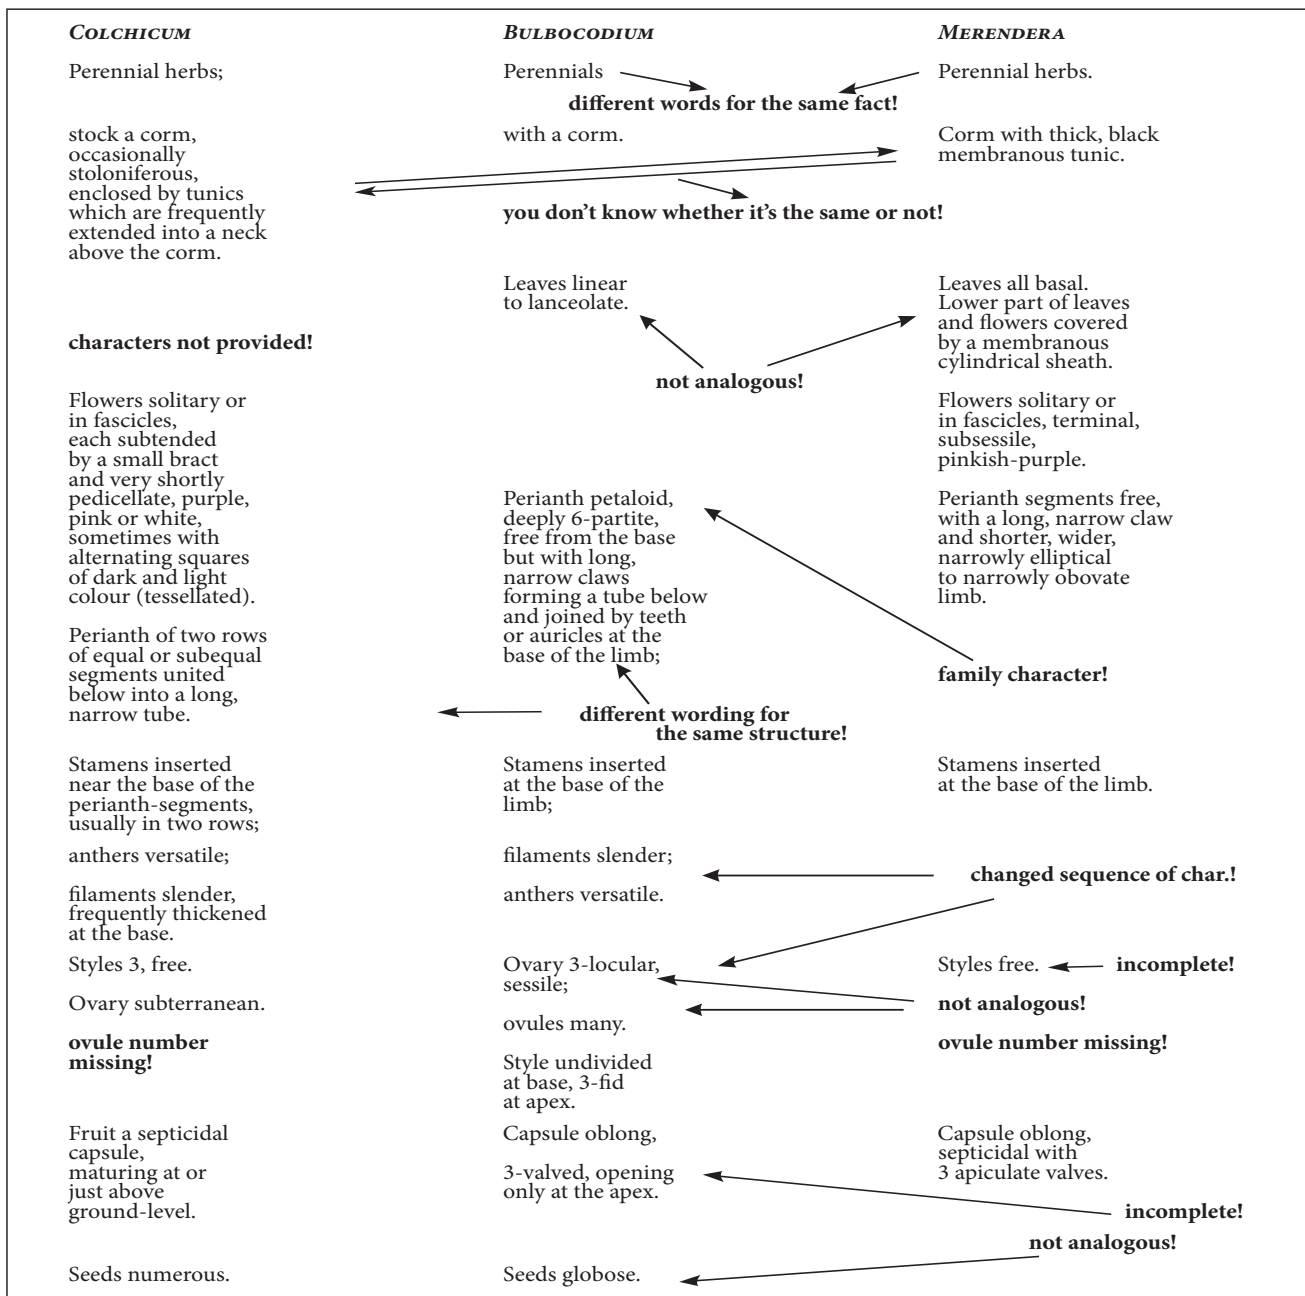 COLCHICUM
BULBOCODIUM
MERENDERA
Perennial herbs;
Perennials
Perennial herbs.
different words for the same fact!
stock a corm,
occasionally
stoloniferous,
enclosed by tunics
which are frequently
extended into a neck
above the corm.
with a corm.
Corm with thick, black
membranous tunic.
you don't know whether it's the same or not!
Leaves linear
to lanceolate.
Leaves all basal.
Lower part of leaves
and flowers covered
by a membranous
cylindrical sheath.
characters not provided!
not analogous!
Flowers solitary or
in fascicles,
each subtended
by a small bract
and very shortly
pedicellate, purple,
pink or white,
sometimes with
alternating squares
of dark and light
colour (tessellated).
Flowers solitary or
in fascicles, terminal,
subsessile,
pinkish-purple.
Perianth petaloid,
deeply 6-partite,
free from the base
but with long,
narrow claws
forming a tube below
and joined by teeth
or auricles at the
base of the limb;
Perianth segments free,
with a long, narrow claw
and shorter, wider,
narrowly elliptical
to narrowly obovate
limb.
Perianth of two rows
of equal or subequal
segments united
below into a long,
narrow tube.
family character!
different wording for
the same structure!
Stamens inserted
near the base of the
perianth-segments,
usually in two rows;
Stamens inserted
at the base of the
limb;
Stamens inserted
at the base of the limb.
anthers versatile;
filaments slender;
changed sequence of char.!
filaments slender,
frequently thickened
at the base.
anthers versatile.
Styles 3, free.
Ovary 3-locular,
sessile;
Styles free.
incomplete!
Ovary subterranean.
not analogous!
ovules many.
ovule number
missing!
ovule number missing!
Style undivided
at base, 3-fid
at apex.
Fruit a septicidal
capsule,
maturing at or
just above
ground-level.
Capsule oblong,
3-valved, opening
only at the apex.
Capsule oblong,
septicidal with
3 apiculate valves.
incomplete!
not analogous!
Seeds numerous.
Seeds globose.